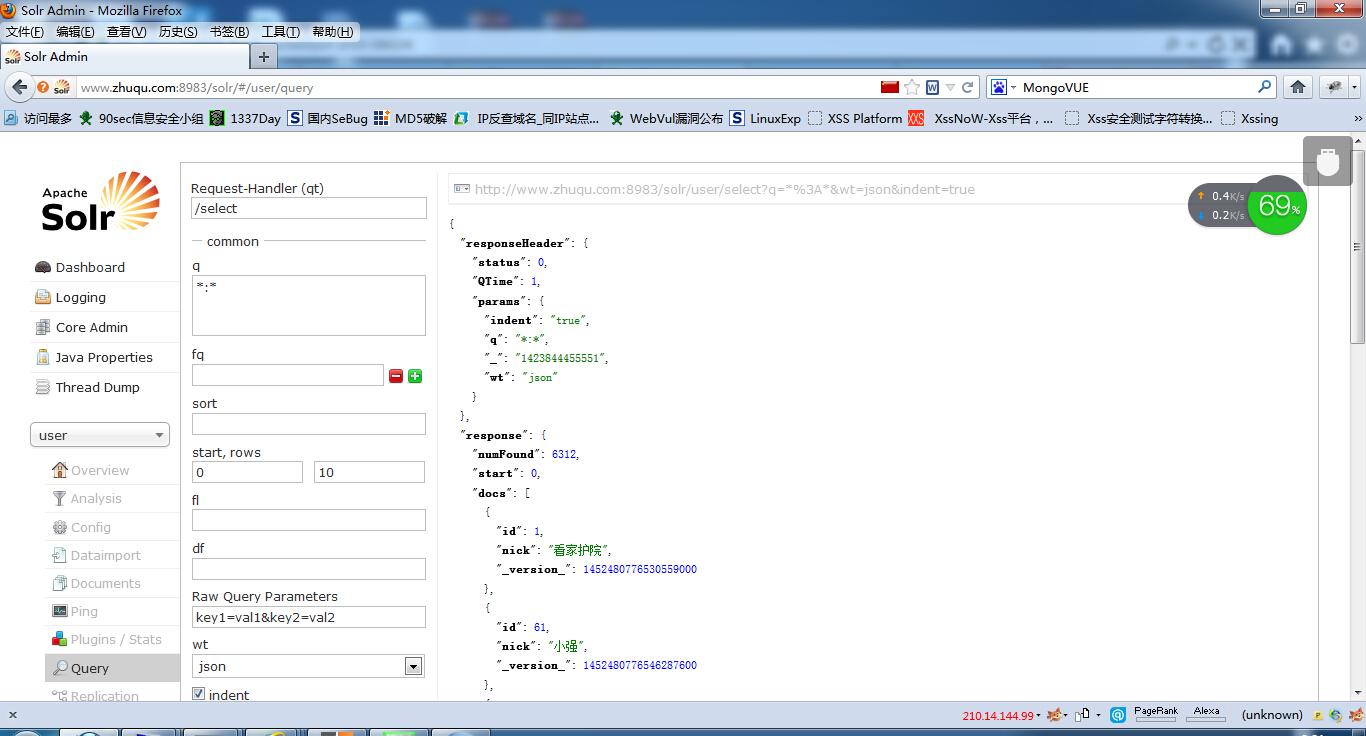 Solr Admin - Mozilla Firefox
文件(F) 编辑(E) 查看(V) 历史(S) 书签(B) 工具(T) 帮助(H)
Solr Admin
www.zhuqu.com:8983/solr/#/user/query
MongoVUE
访问最多 90sec信息安全小组 1337Day 国内SeBug MD5破解 IP反查域名_同IP站点... WebVul漏洞公布 LinuxExp XSS Platform XssNoW-Xss平台，... Xss安全测试字符转换... Xssing
Apache
Solr
Dashboard
Logging
Core Admin
Java Properties
Thread Dump
user
Overview
Analysis
Config
Dataimport
Documents
Ping
Plugins / Stats
Query
Replication
Request-Handler (qt)
/select
common
q
*:*
fq
sort
start, rows
0 10
fl
df
Raw Query Parameters
key1=val1&key2=val2
wt
json
indent
http://www.zhuqu.com:8983/solr/user/select?q=*%3A*&wt=json&indent=true
0.4K/s
0.2K/s
69%
{
"responseHeader": {
"status": 0,
"QTime": 1,
"params": {
"indent": "true",
"q": "*:*",
"_": "1423844455551",
"wt": "json"
}
},
"response": {
"numFound": 6312,
"start": 0,
"docs": [
{
"id": 1,
"nick": "看家护院",
"_version_": 1452480776530559000
},
{
"id": 61,
"nick": "小强",
"_version_": 1452480776546287600
},
{
210.14.144.99 PageRank Alexa (unknown)